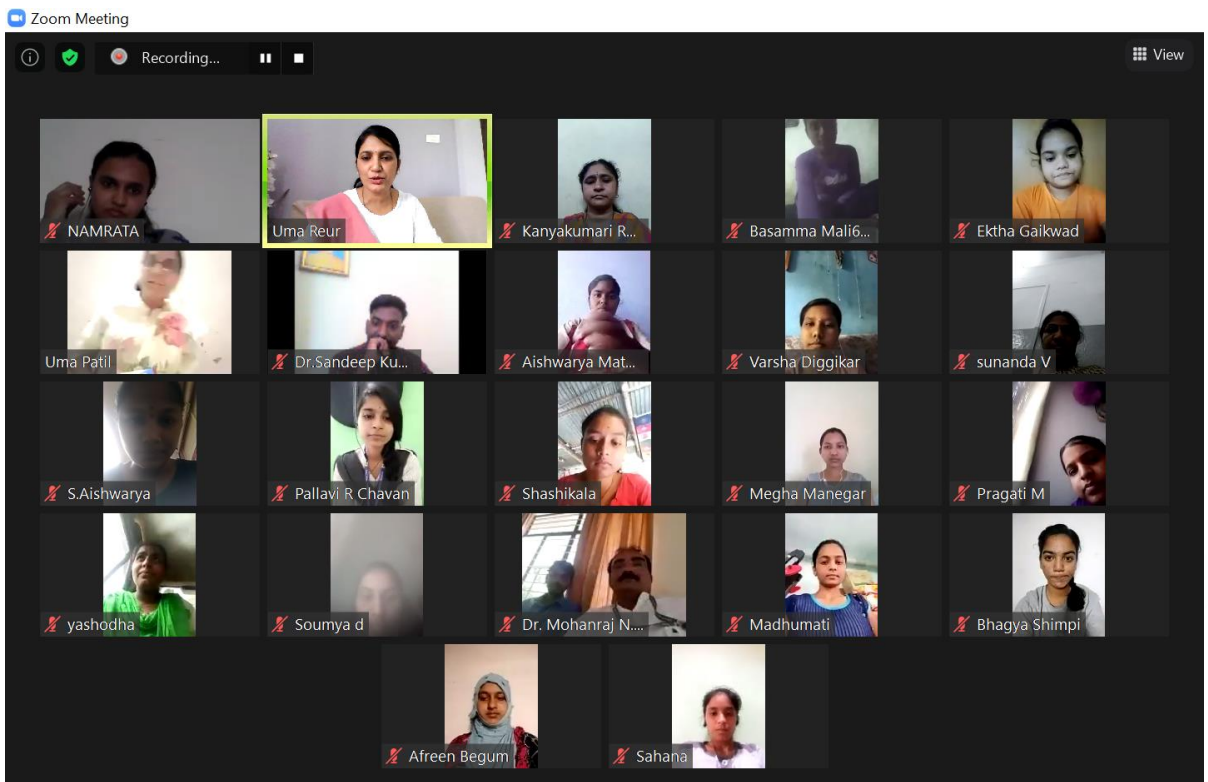 Zoom Meeting
Recording...
View
NAMRATA
Uma Reur
Kanyakumari R...
Basamma Mali6...
Ektha Gaikwad
Uma Patil
Dr.Sandeep Ku...
Aishwarya Mat...
Varsha Diggikar
sunanda V
S.Aishwarya
Pallavi R Chavan
Shashikala
Megha Manegar
Pragati M
yashodha
Soumya d
Dr. Mohanraj N....
Madhumati
Bhagya Shimpi
Afreen Begum
Sahana